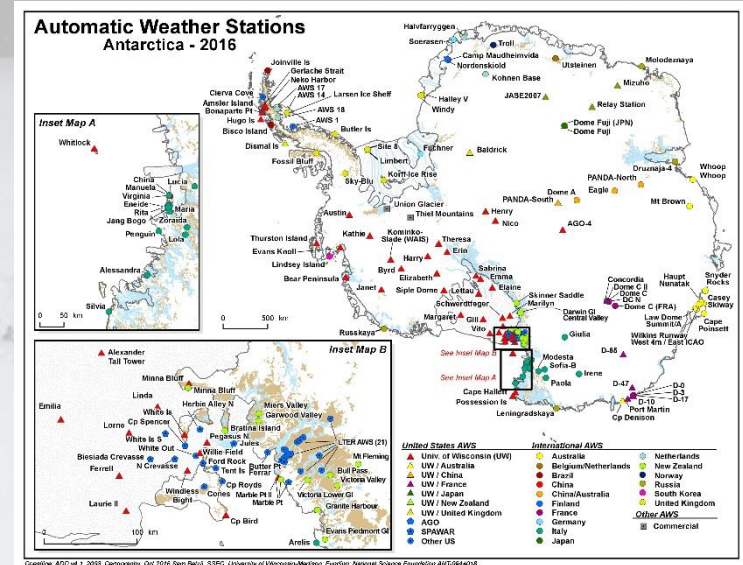 Automatic Weather Stations
Antarctica - 2016
Halvfarryggen
Soerasen
Troll
Camp Maudheimvida
Nordenskiold
Kohnen Base
Utsteinen
Molodeznaya
Mizuho
JASE2007
Relay Station
Dome Fuji (JPN)
Dome Fuji
Halley V
Windy
Joinville Is
Gerlache Strait
Neko Harbor
AWS 17
AWS 14
Larsen Ice Shelf
AWS 18
AWS 1
Cierva Cove
Amsler Island
Bonaparte Pt
Hugo Is
Bisco Island
Dismal Is
Butler Is
Fossil Bluff
Site 8
Limbert
Filchner
Baldrick
Sky-Blu
Korff-Ice Rise
Druznaja-4
Whoop
Whoop
PANDA-North
Eagle
Dome A
PANDA-South
Mt Brown
Union Glacier
Thiel Mountains
Henry
Nico
AGO-4
Austin
Kathie
Kominko-
Slade (WAIS)
Theresa
Erin
Thurston Island
Evans Knoll
Lindsey Island
Bear Peninsula
Byrd
Harry
Elizabeth
Sabrina
Emma
Elaine
Janet
Siple Dome
Lettau
Schwerdtfeger
Skinner Saddle
Marilyn
Margaret
Gill
Vito
Darwin Gl
Central Valley
Russkaya
Concordia
Dome C II
Dome C
DC N
Dome C (FRA)
Haupt
Nunatak
Snyder
Rocks
Casey
Skiway
Cape
Poinsett
Law Dome
Summit/A
Wilkins Runway
West 4m / East ICAO
Giulia
D-85
See Inset Map B
See Inset Map A
Modesta
Sofia-B
Irene
Paola
Cape Hallett
Possession Is
Leningradskaya
D-47
D-0
D-3
D-17
D-10
Port Martin
Cp Denison
Inset Map A
Whitlock
China
Lucia
Manuela
Virginia
Eneide
Rita
Maria
Jang Bogo
Zoraida
Penguin
Lola
Alessandra
Silvia
0 50 km
0 500 km
Inset Map B
Alexander
Tall Tower
Minna Bluff
Minna Bluff
Linda
Herbie Alley N
Miers Valley
Garwood Valley
Emilia
White Is
Cp Spencer
Bratina Island
Lorne
Pegasus N
Jules
White Is S
White Out
Willie Field
LTER AWS (21)
Biesiada Crevasse
Ford Rock
Butter Pt
Mt Fleming
N Crevasse
Tent Is
Ferrar
Ferrell
Bull Pass
Cp Royds
Marble Pt II
Victoria Valley
Windless
Bight
Cones
Marble Pt
Victoria Lower Gl
Laurie II
Granite Harbour
Cp Bird
Evans Piedmont Gl
Arelis
0 50 km
United States AWS
Univ. of Wisconsin (UW)
UW / Australia
UW / China
UW / France
UW / Japan
UW / New Zealand
UW / United Kingdom
AGO
SPAWAR
Other US
International AWS
Australia
Belgium/Netherlands
Brazil
China
China/Australia
Finland
France
Germany
Italy
Japan
Netherlands
New Zealand
Norway
Russia
South Korea
United Kingdom
Other AWS
Commercial